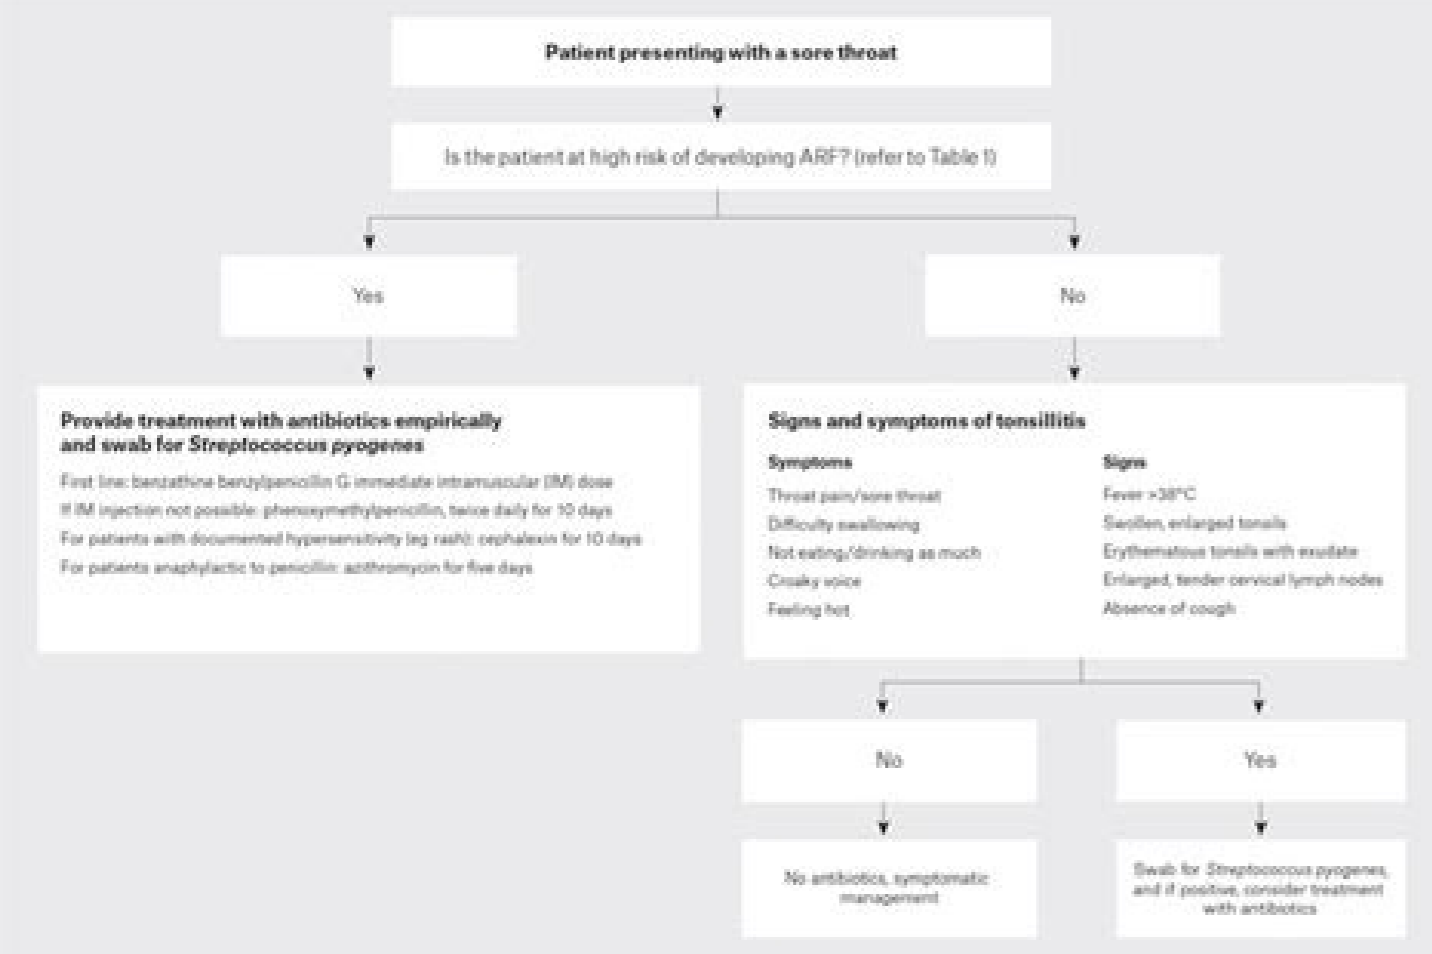 Patient presenting with a sore throat
Is the patient at high risk of developing ARF? (refer to Table 1)
Yes
No
Provide treatment with antibiotics empirically
and swab for Streptococcus pyogenes
First line: benzathine benzylpenicillin G immediate intramuscular (IM) dose
If IM injection not possible: phenoxymethylpenicillin, twice daily for 10 days
For patients with documented hypersensitivity (eg rash): cephalexin for 10 days
For patients anaphylactic to penicillin: azithromycin for five days
Signs and symptoms of tonsillitis
Symptoms
Throat pain/sore throat
Difficulty swallowing
Not eating/drinking as much
Croaky voice
Feeling hot
Signs
Fever >38°C
Swollen, enlarged tonsils
Erythematous tonsils with exudate
Enlarged, tender cervical lymph nodes
Absence of cough
No
Yes
No antibiotics, symptomatic
management
Swab for Streptococcus pyogenes,
and if positive, consider treatment
with antibiotics